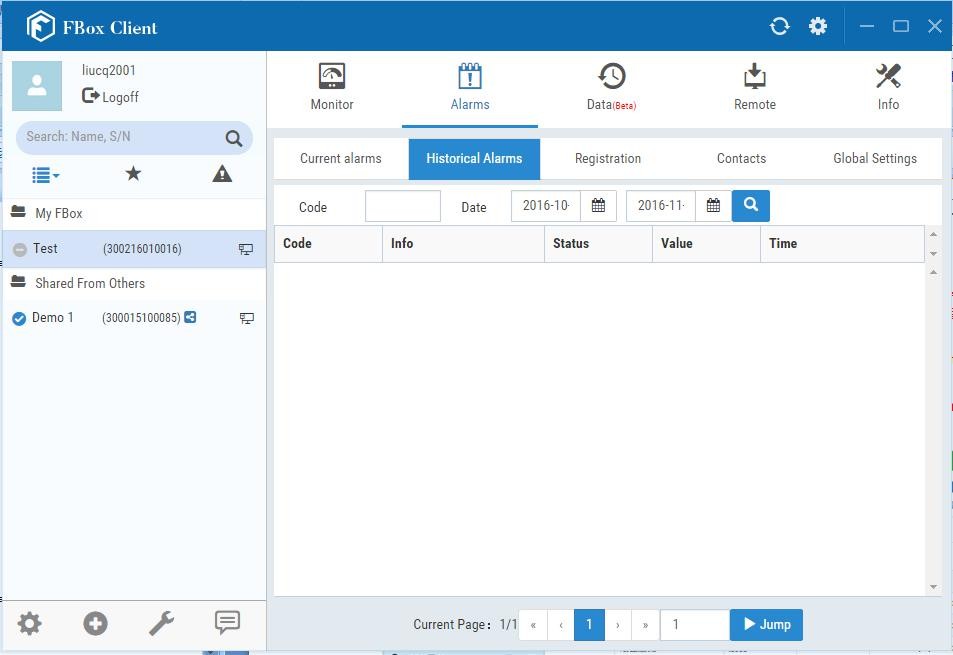 FBox Client
liucq2001
Logoff
Search: Name, S/N
My FBox
Test (300216010016)
Shared From Others
Demo 1 (300015100085)
Monitor Alarms Data(Beta) Remote Info
Current alarms Historical Alarms Registration Contacts Global Settings
Code Date 2016-10- 2016-11-
Code Info Status Value Time
Current Page: 1/1 « ‹ 1 › » 1 Jump